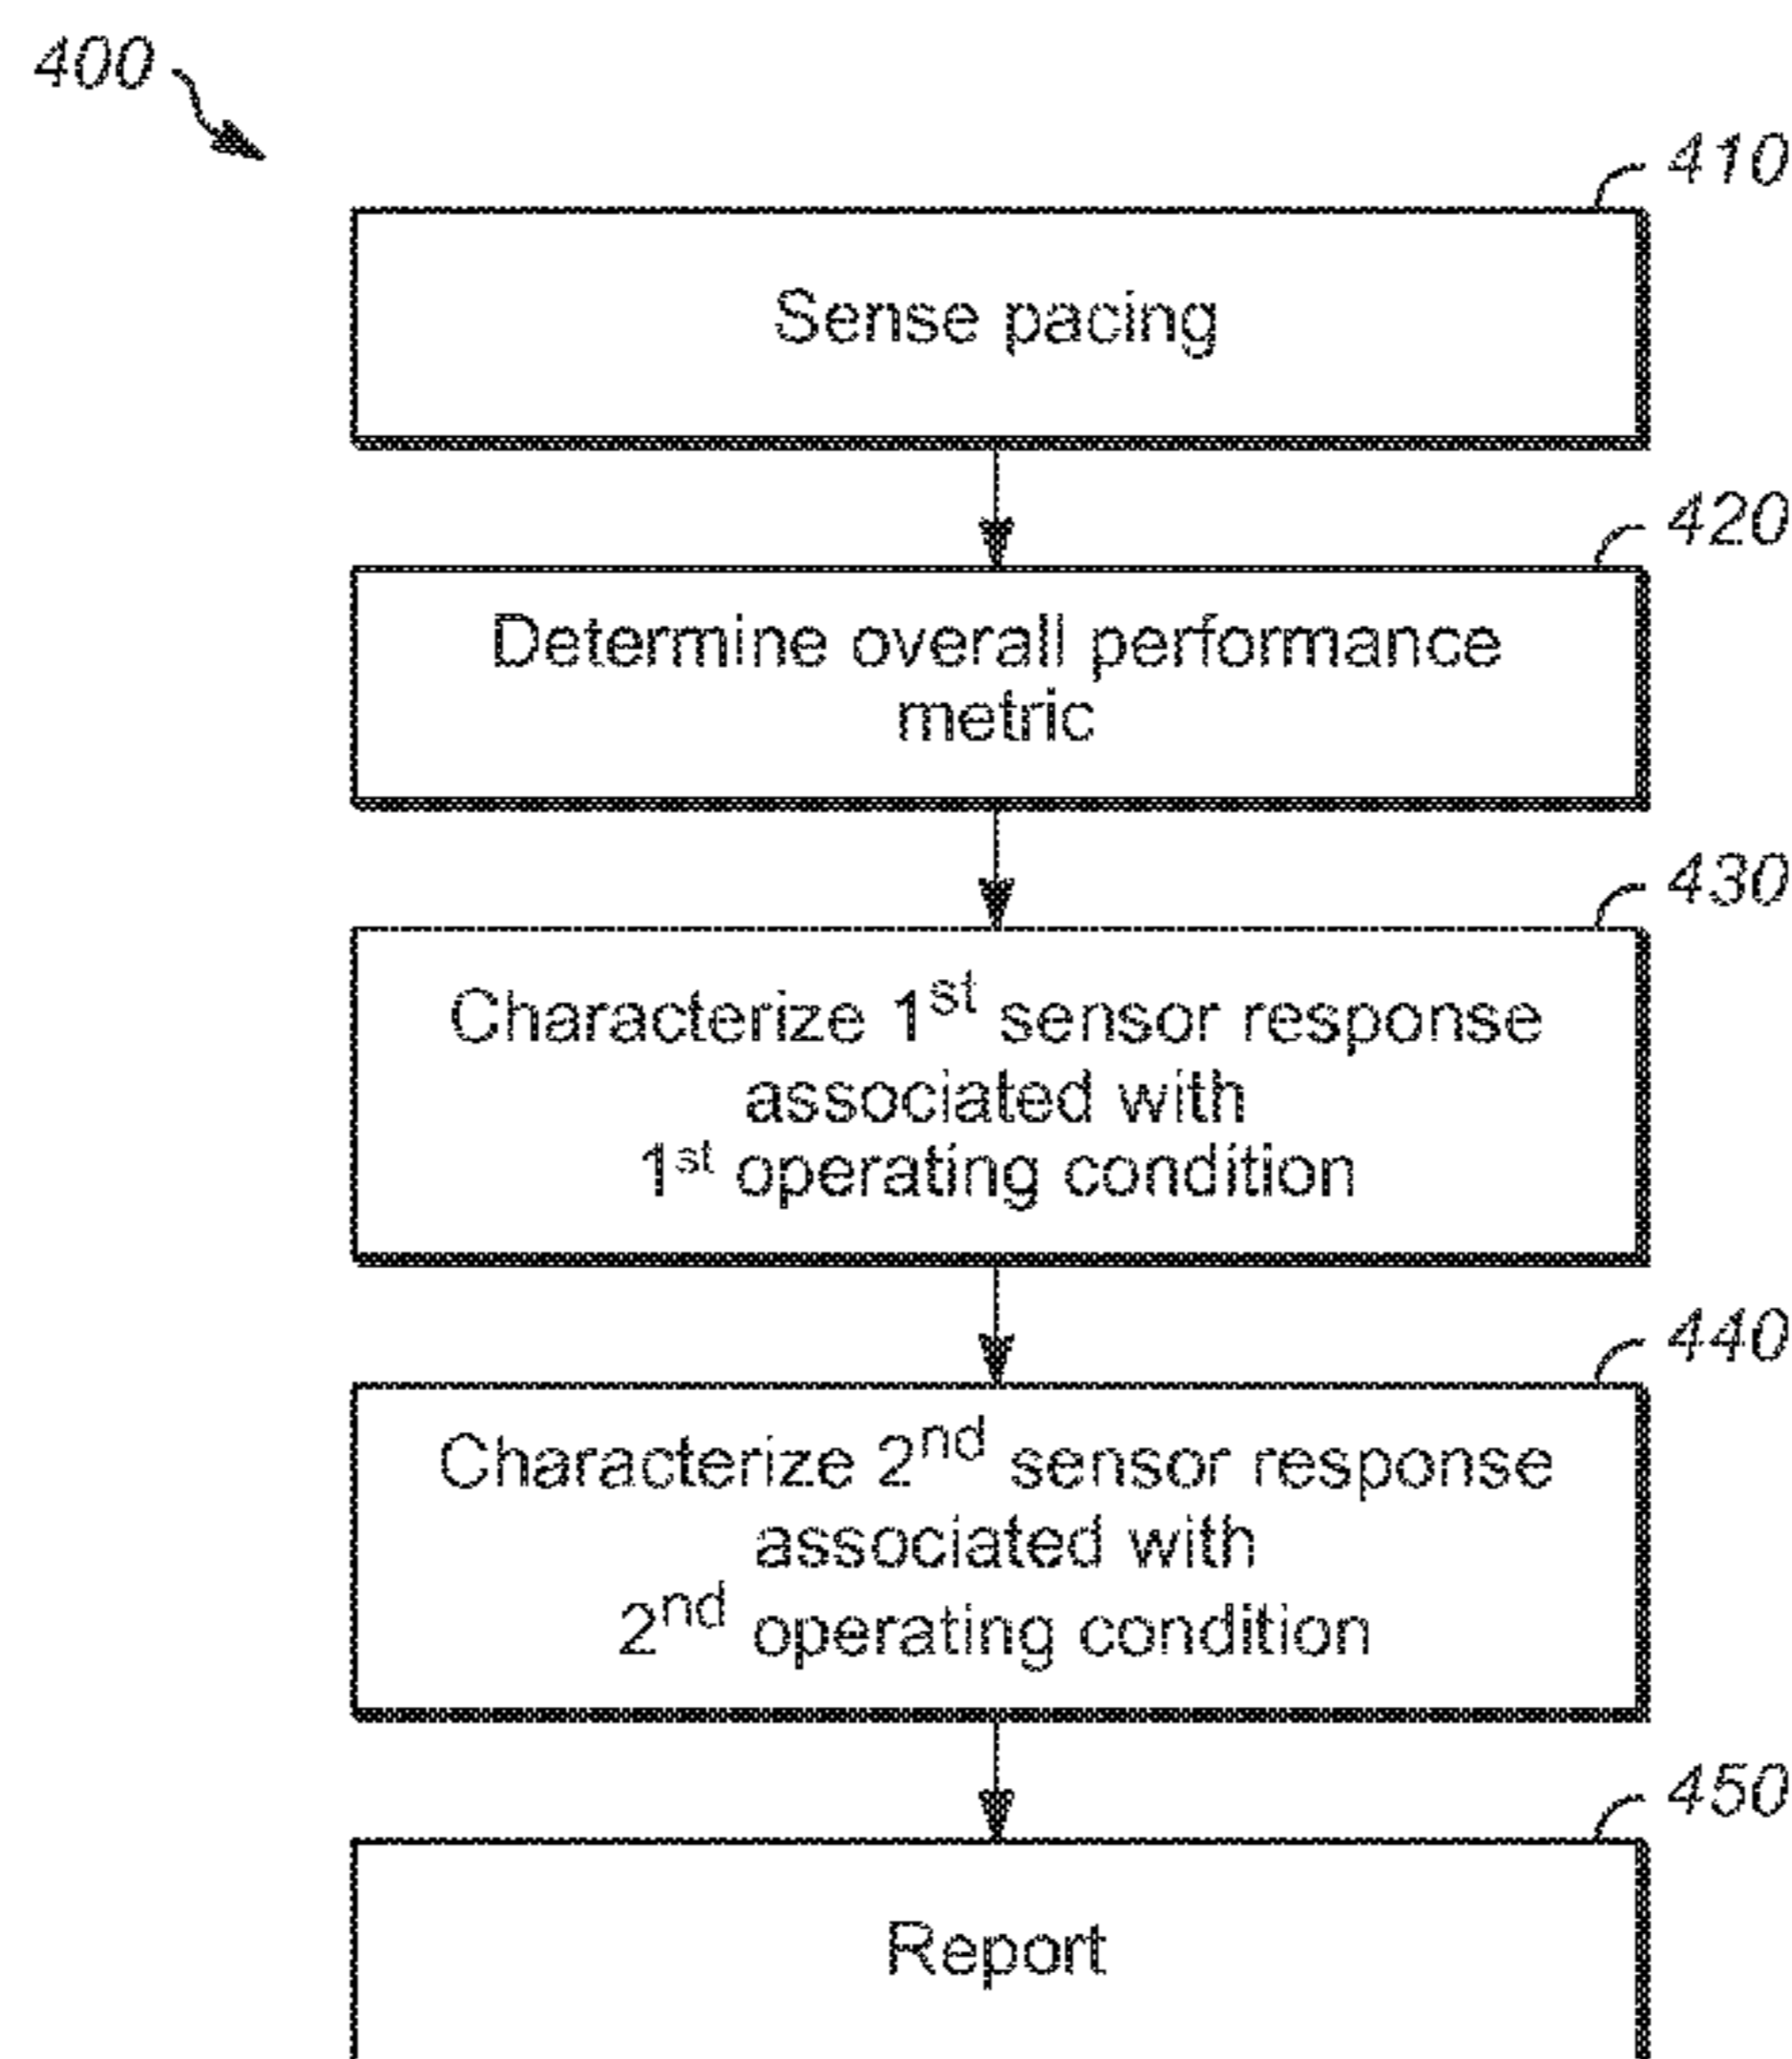 400
410
Sense pacing
420
Determine overall performance
metric
430
Characterize 1st sensor response
associated with
1st operating condition
440
Characterize 2nd sensor response
associated with
2nd operating condition
450
Report